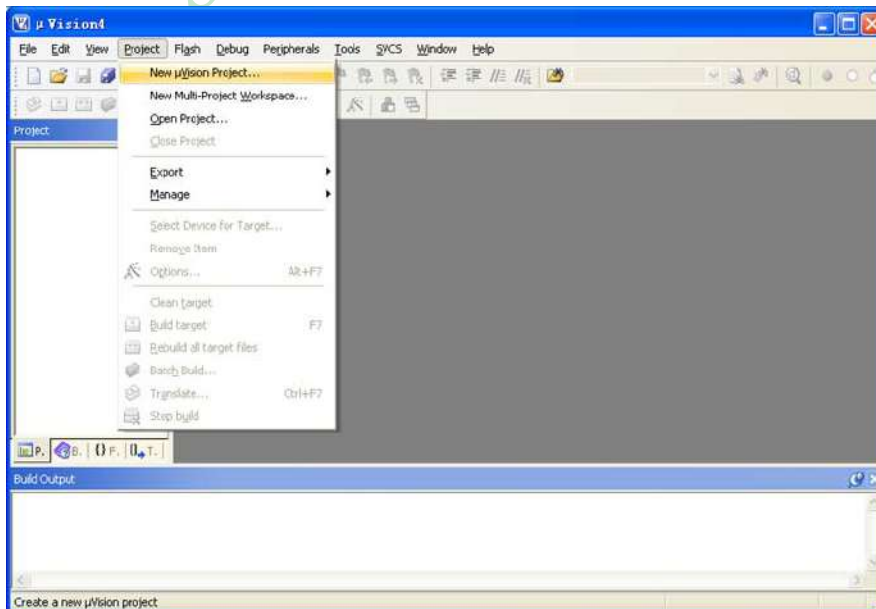 μVision4
File Edit View Project Flash Debug Peripherals Tools SVCS Window Help
New μVision Project...
New Multi-Project Workspace...
Open Project...
Close Project
Project
Export
Manage
Select Device for Target...
Remove Item
Options... Alt+F7
Clean target
Build target F7
Rebuild all target files
Batch Build...
Translate... Ctrl+F7
Stop build
P. B. {} F. 0 T.
Build Output
Create a new μVision project